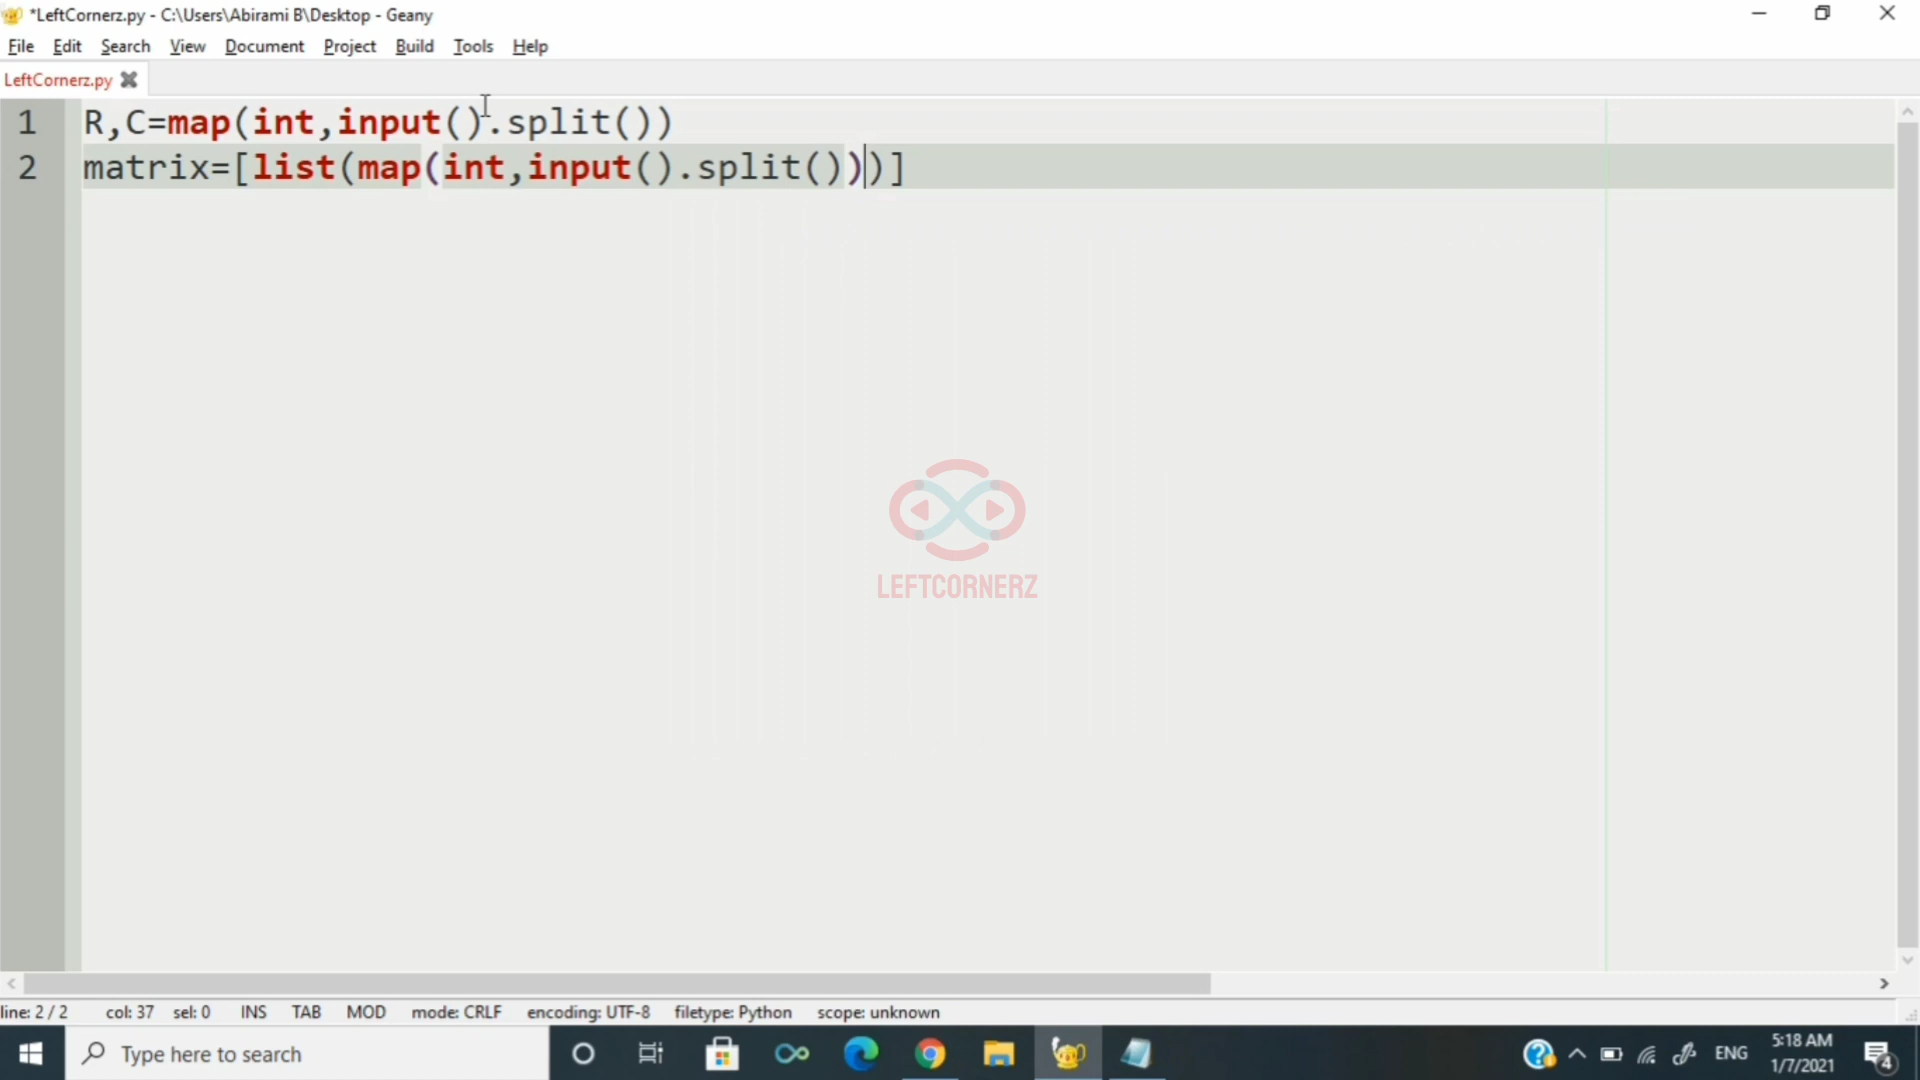 *LeftCornerz.py - C:\Users\Abirami B\Desktop - Geany
File Edit Search View Document Project Build Tools Help
LeftCornerz.py
1 R,C=map(int,input().split())
2 matrix=[list(map(int,input().split()))]
LEFTCORNERZ
line: 2 / 2 col: 37 sel: 0 INS TAB MOD mode: CRLF encoding: UTF-8 filetype: Python scope: unknown
Type here to search
ENG
5:18 AM
1/7/2021
4